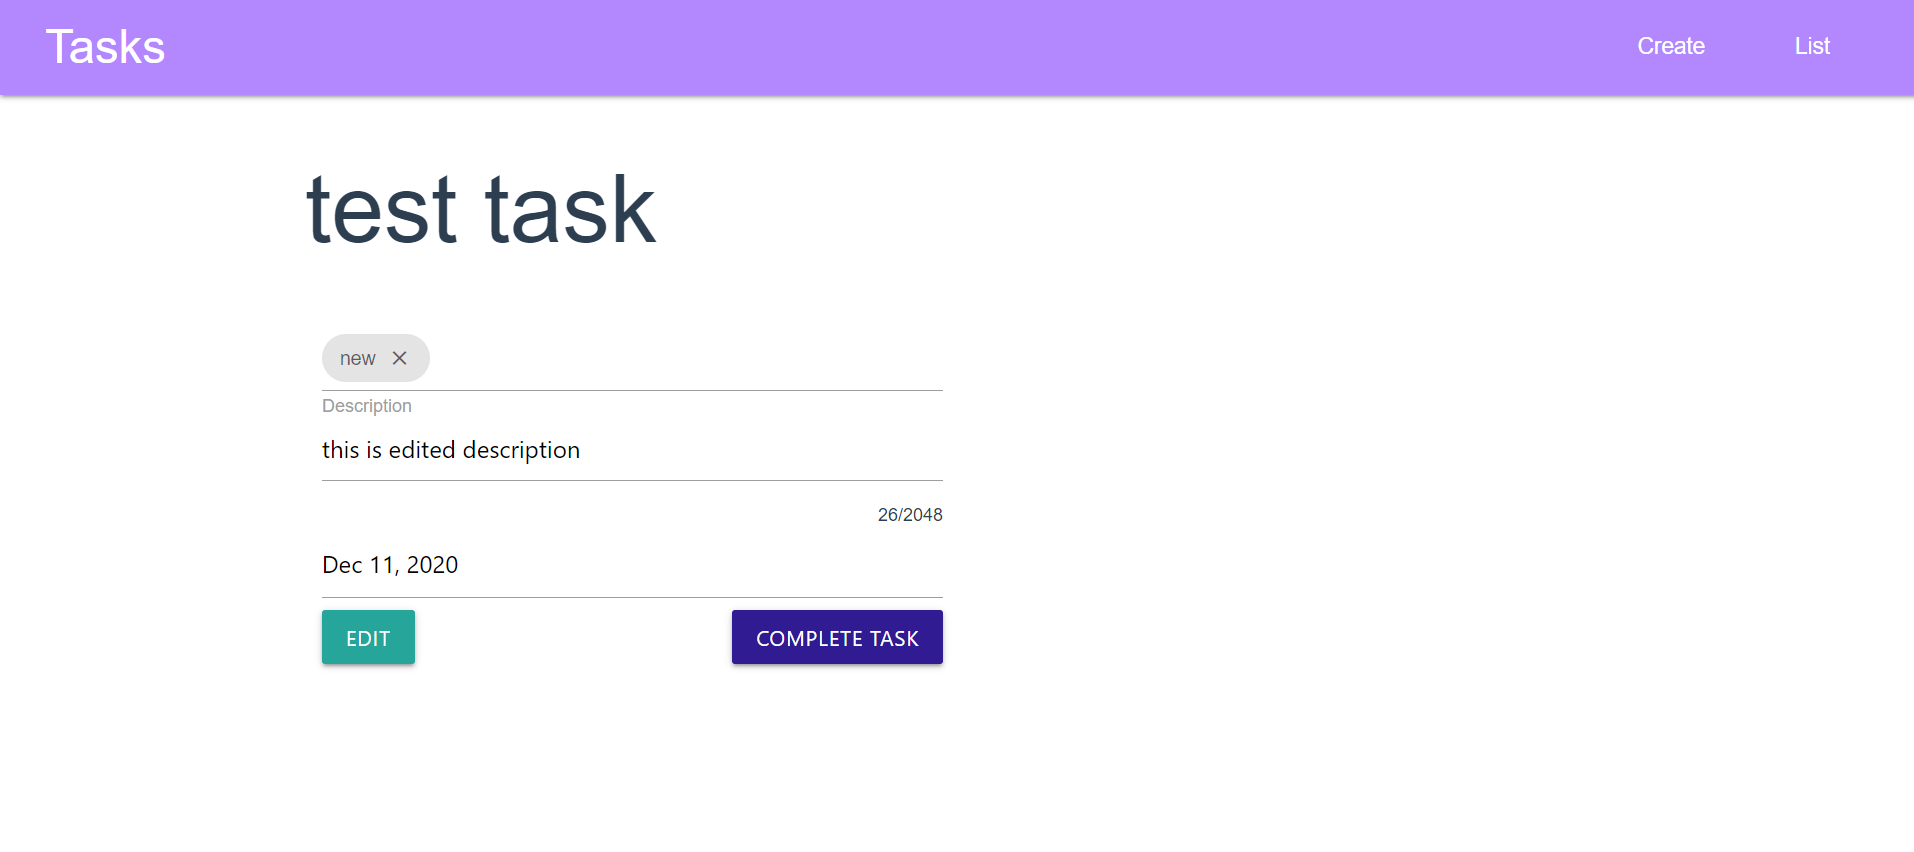 Tasks
Create
List
test task
new
Description
this is edited description
26/2048
Dec 11, 2020
EDIT
COMPLETE TASK